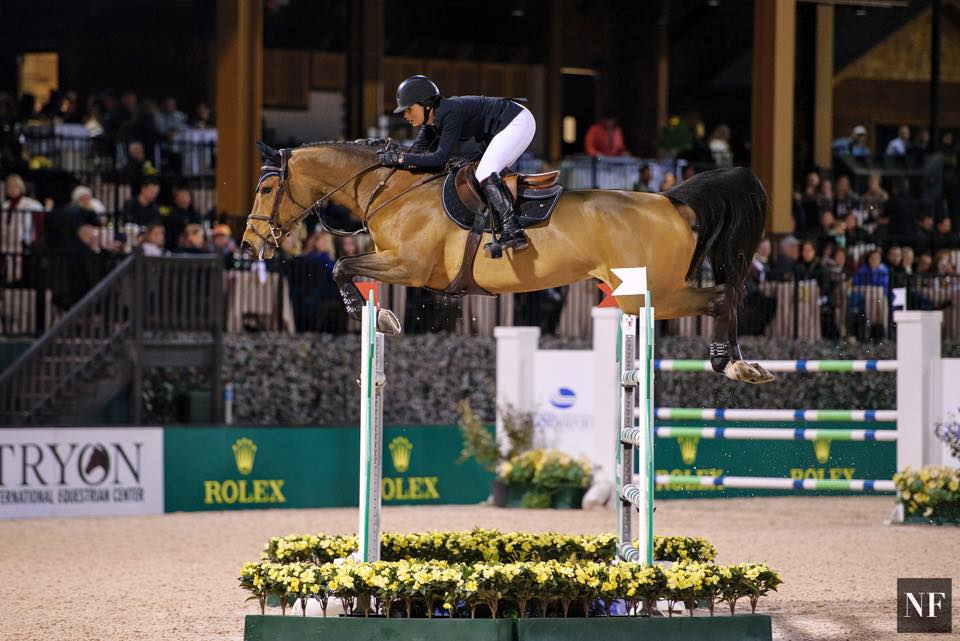 TRYON
INTERNATIONAL EQUESTRIAN CENTER
ROLEX
ROLEX
ROLEX
ROLEX
NF